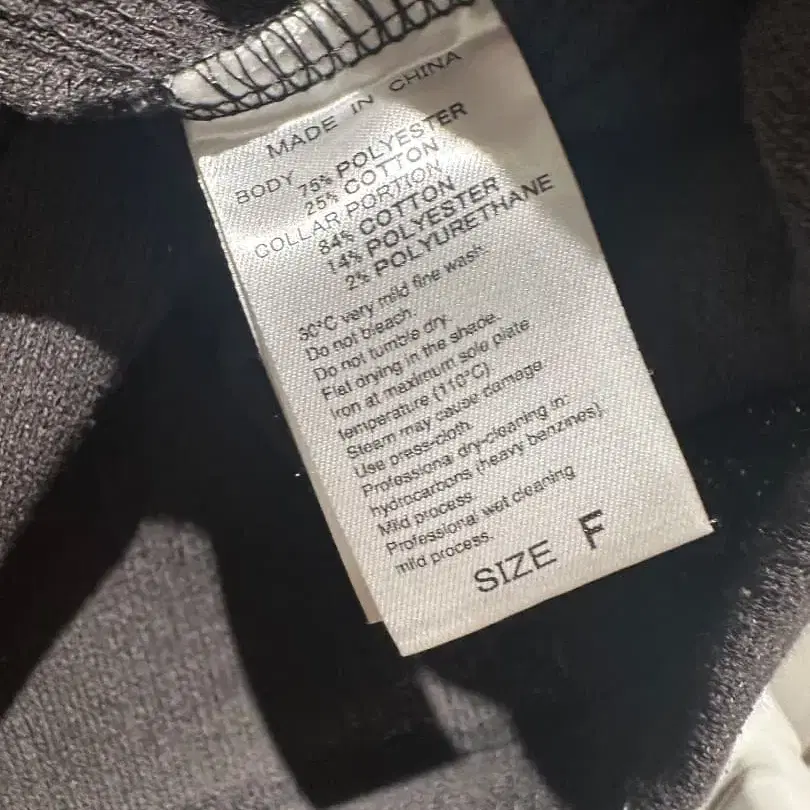 MADE IN CHINA
BODY 75% POLYESTER
25% COTTON
COLLAR PORTION
84% COTTON
14% POLYESTER
2% POLYURETHANE
30°C very mild fine wash.
Do not bleach.
Do not tumble dry.
Flat drying in the shade.
Iron at maximum sole plate
temperature (110°C)
Steam may cause damage
Use press-cloth.
Professional dry-cleaning in:
hydrocarbons (heavy benzines).
Mild process.
Professional wet cleaning
mild process.
SIZE F